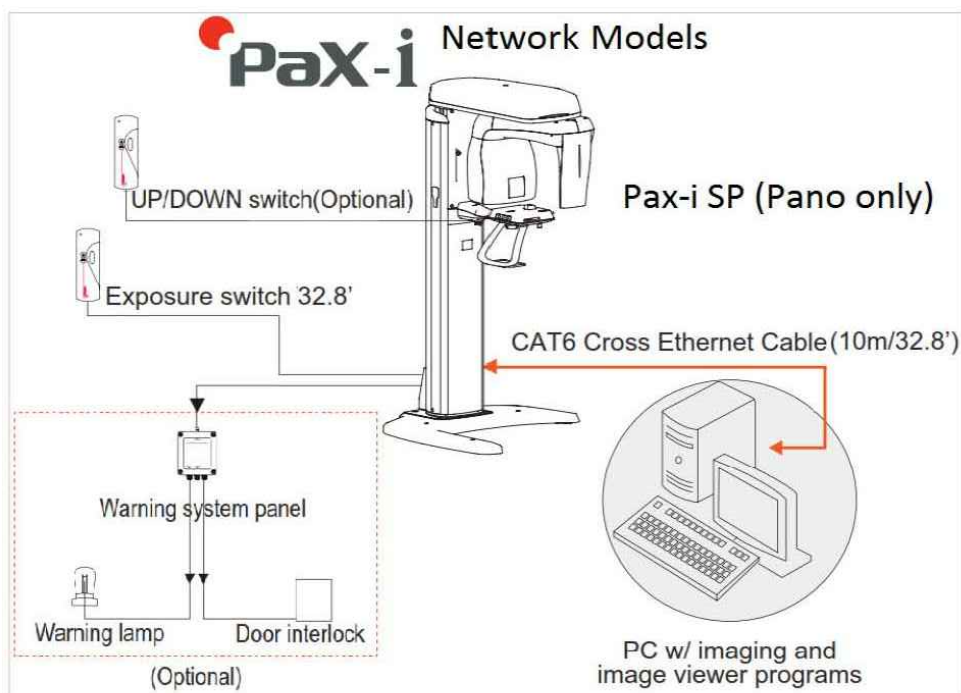 PaX-i Network Models
UP/DOWN switch(Optional)
Pax-i SP (Pano only)
Exposure switch 32.8'
CAT6 Cross Ethernet Cable(10m/32.8')
Warning system panel
Warning lamp
Door interlock
(Optional)
PC w/ imaging and
image viewer programs